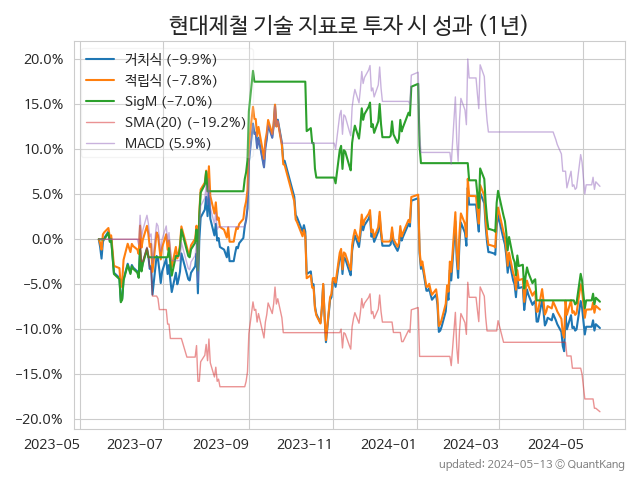 현대제철 기술 지표로 투자 시 성과 (1년)
20.0%
15.0%
10.0%
5.0%
0.0%
−5.0%
−10.0%
−15.0%
−20.0%
거치식 (−9.9%)
적립식 (−7.8%)
SigM (−7.0%)
SMA(20) (−19.2%)
MACD (5.9%)
2023-05 2023-07 2023-09 2023-11 2024-01 2024-03 2024-05
updated: 2024-05-13 ⓒ QuantKang